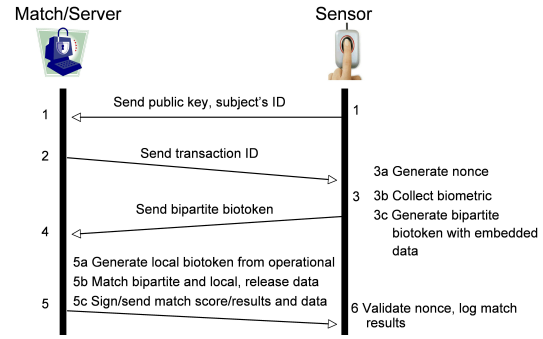 Match/Server
Sensor
Send public key, subject's ID
1
1
2
Send transaction ID
3a Generate nonce
3
3b Collect biometric
Send bipartite biotoken
3c Generate bipartite
biotoken with embedded
data
4
5a Generate local biotoken from operational
5b Match bipartite and local, release data
5
5c Sign/send match score/results and data
6 Validate nonce, log match
results